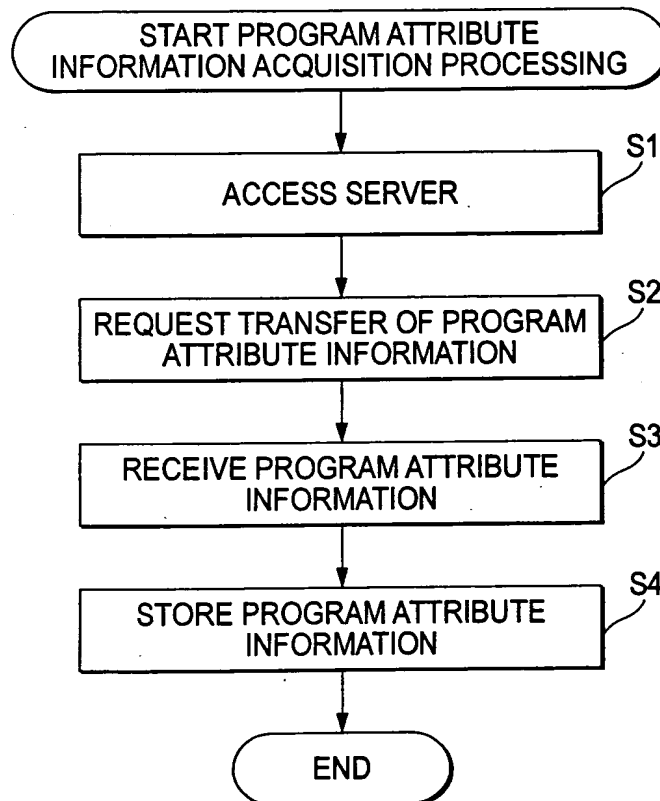 START PROGRAM ATTRIBUTE
INFORMATION ACQUISITION PROCESSING
S1
ACCESS SERVER
S2
REQUEST TRANSFER OF PROGRAM
ATTRIBUTE INFORMATION
S3
RECEIVE PROGRAM ATTRIBUTE
INFORMATION
S4
STORE PROGRAM ATTRIBUTE
INFORMATION
END